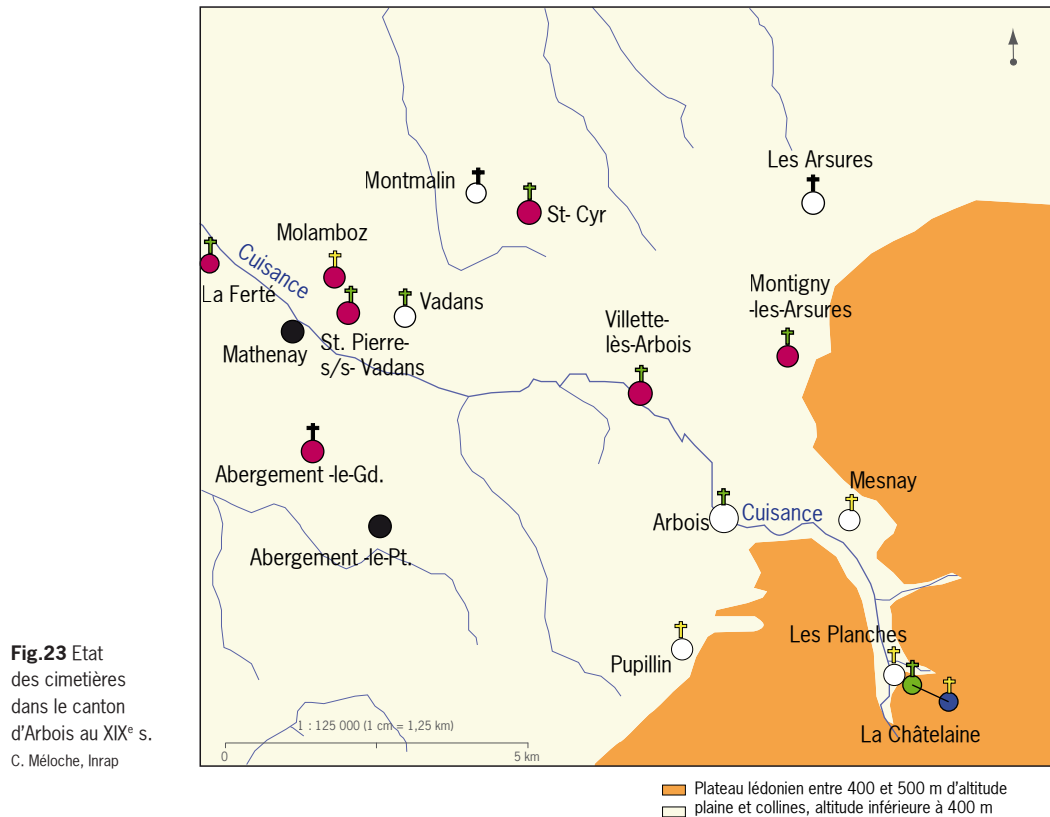 Les Arsures
Montmalin
St- Cyr
Molamboz
Cuisance
La Ferté
Vadans
Montigny
-les-Arsures
Villette-
lès-Arbois
St. Pierre-
s/s- Vadans
Mathenay
Abergement -le-Gd.
Mesnay
Arbois
Cuisance
Abergement -le-Pt.
Les Planches
Pupillin
La Châtelaine
1 : 125 000 (1 cm = 1,25 km)
0
5 km
Fig.23 Etat
des cimetières
dans le canton
d'Arbois au XIXe s.
C. Méloche, Inrap
Plateau lédonien entre 400 et 500 m d'altitude
plaine et collines, altitude inférieure à 400 m